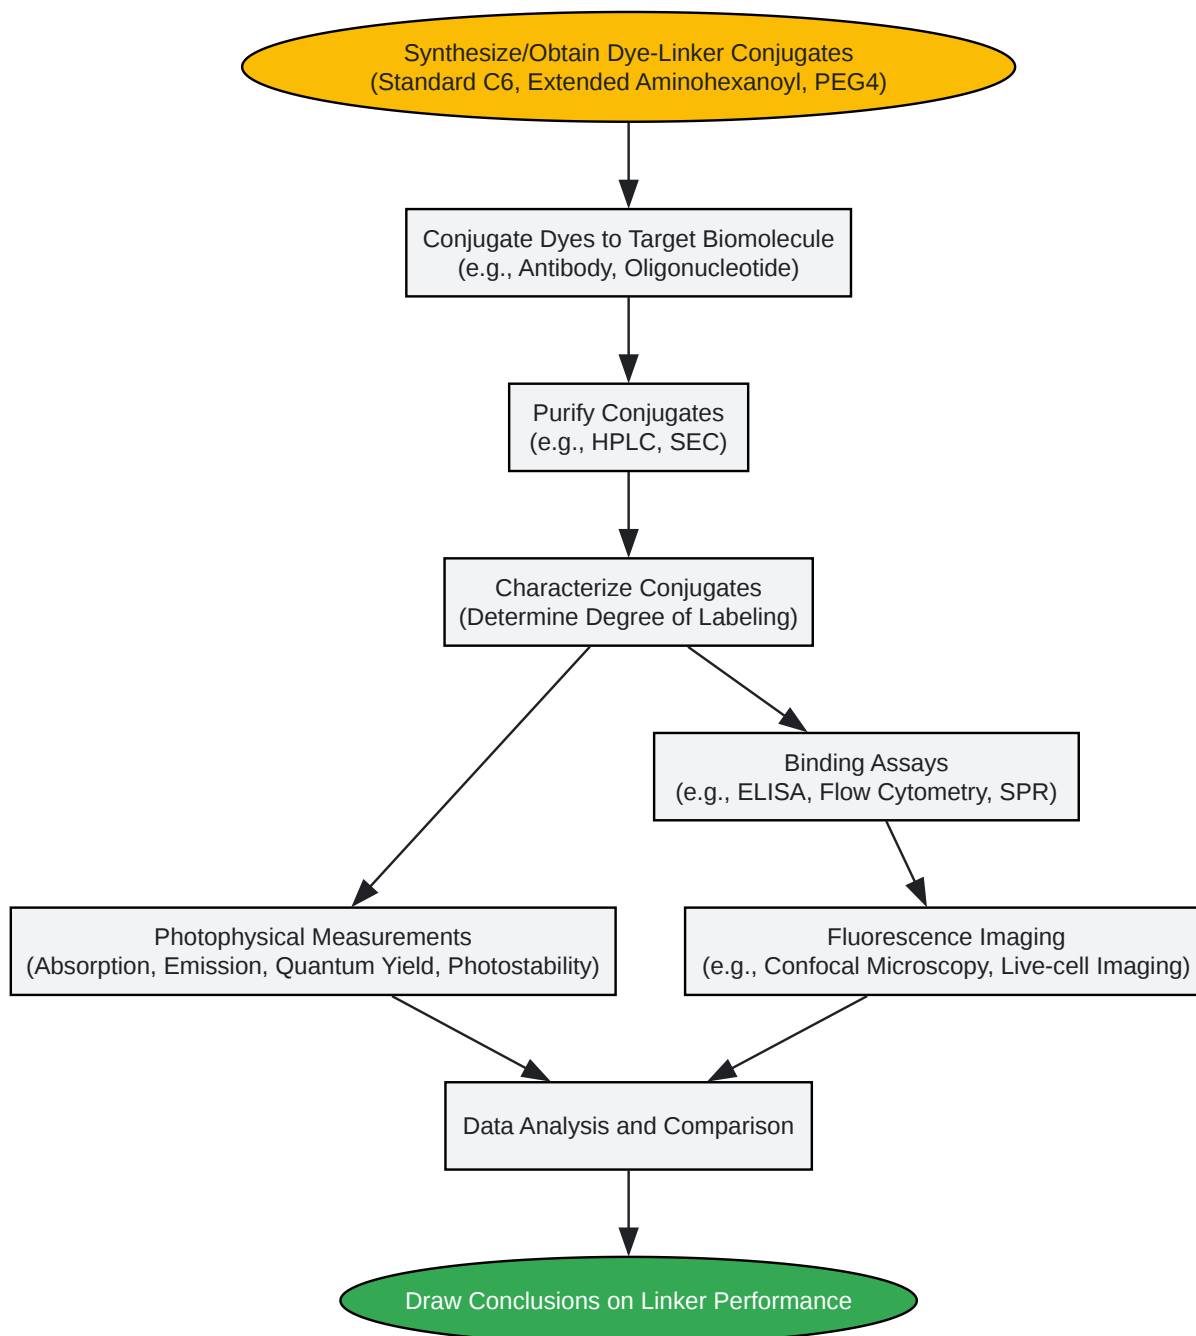 Synthesize/Obtain Dye-Linker Conjugates
(Standard C6, Extended Aminohexanoyl, PEG4)
Conjugate Dyes to Target Biomolecule
(e.g., Antibody, Oligonucleotide)
Purify Conjugates
(e.g., HPLC, SEC)
Characterize Conjugates
(Determine Degree of Labeling)
Binding Assays
(e.g., ELISA, Flow Cytometry, SPR)
Photophysical Measurements
(Absorption, Emission, Quantum Yield, Photostability)
Fluorescence Imaging
(e.g., Confocal Microscopy, Live-cell Imaging)
Data Analysis and Comparison
Draw Conclusions on Linker Performance